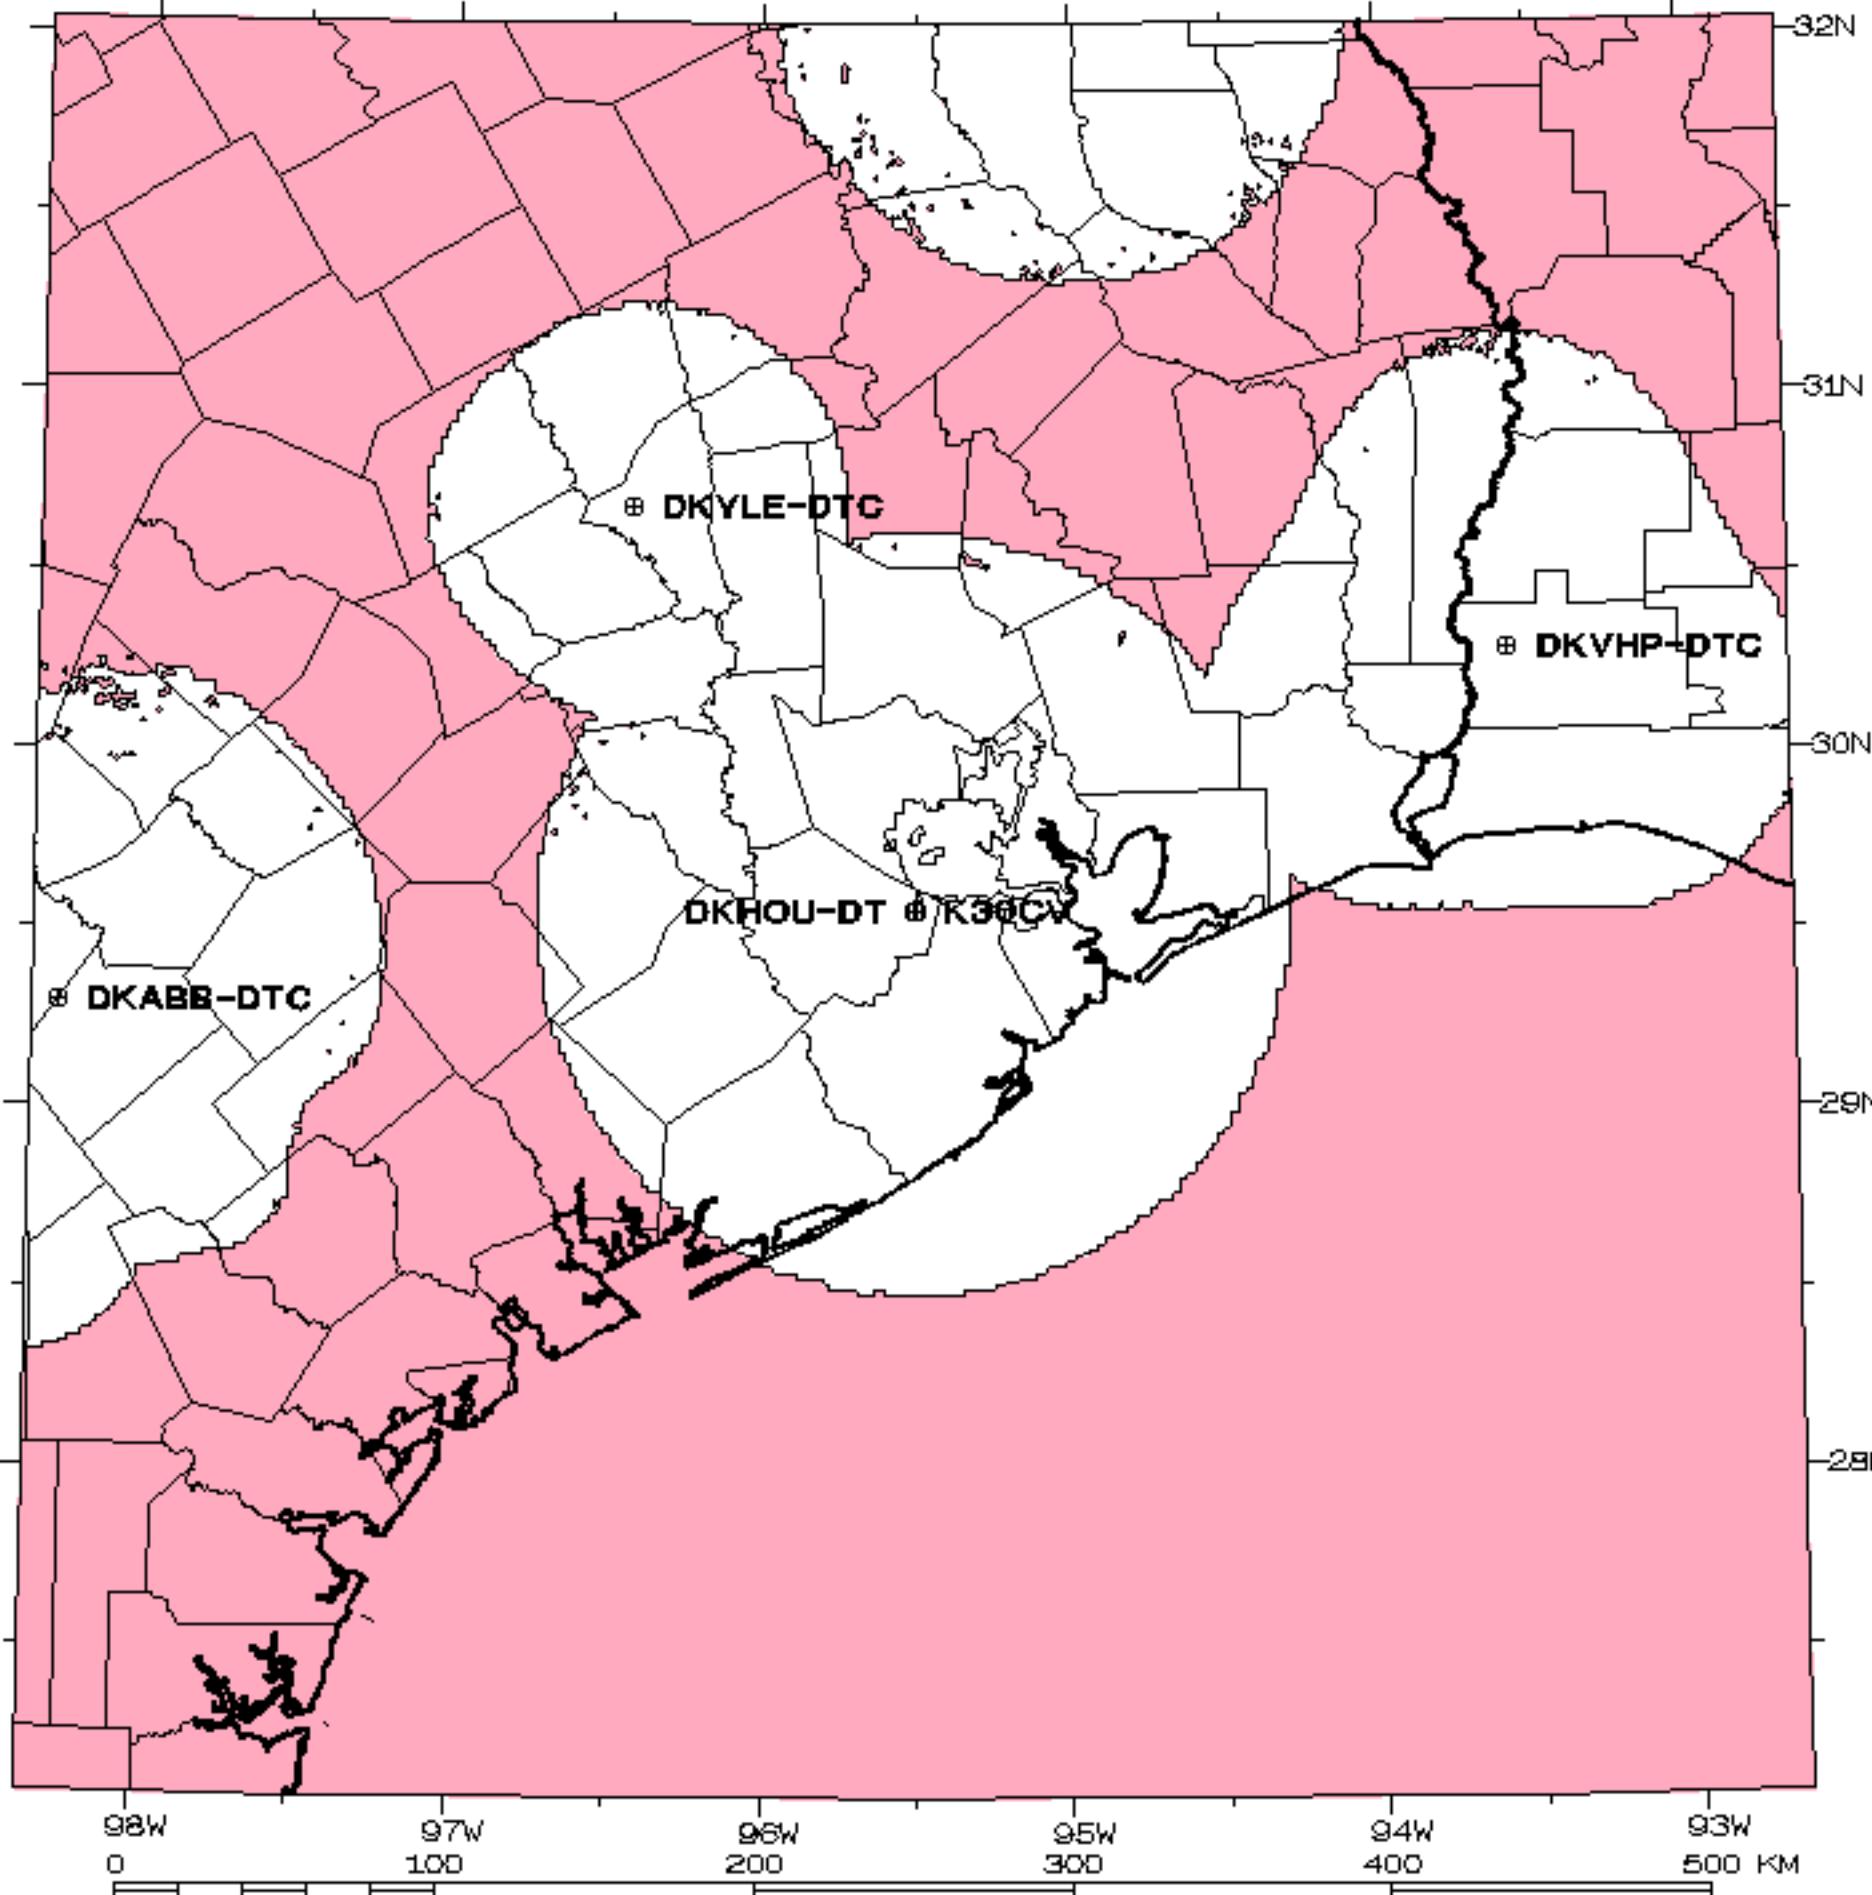 32N
31N
DKYLE-DTC
DKVHP-DTC
30N
DKHOU-DT K30CV
DKABB-DTC
29N
28N
98W 97W 96W 95W 94W 93W
0 100 200 300 400 500 KM